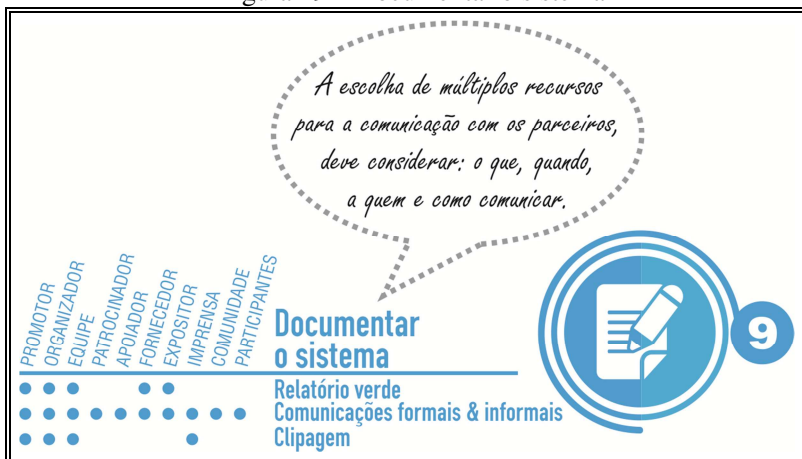 A escolha de múltiplos recursos
para a comunicação com os parceiros,
deve considerar: o que, quando,
a quem e como comunicar.
PROMOTOR
ORGANIZADOR
EQUIPE
PATROCINADOR
APOIADOR
FORNECEDOR
EXPOSITOR
IMPRENSA
COMUNIDADE
PARTICIPANTES
Documentar
o sistema
9
Relatório verde
Comunicações formais & informais
Clipagem